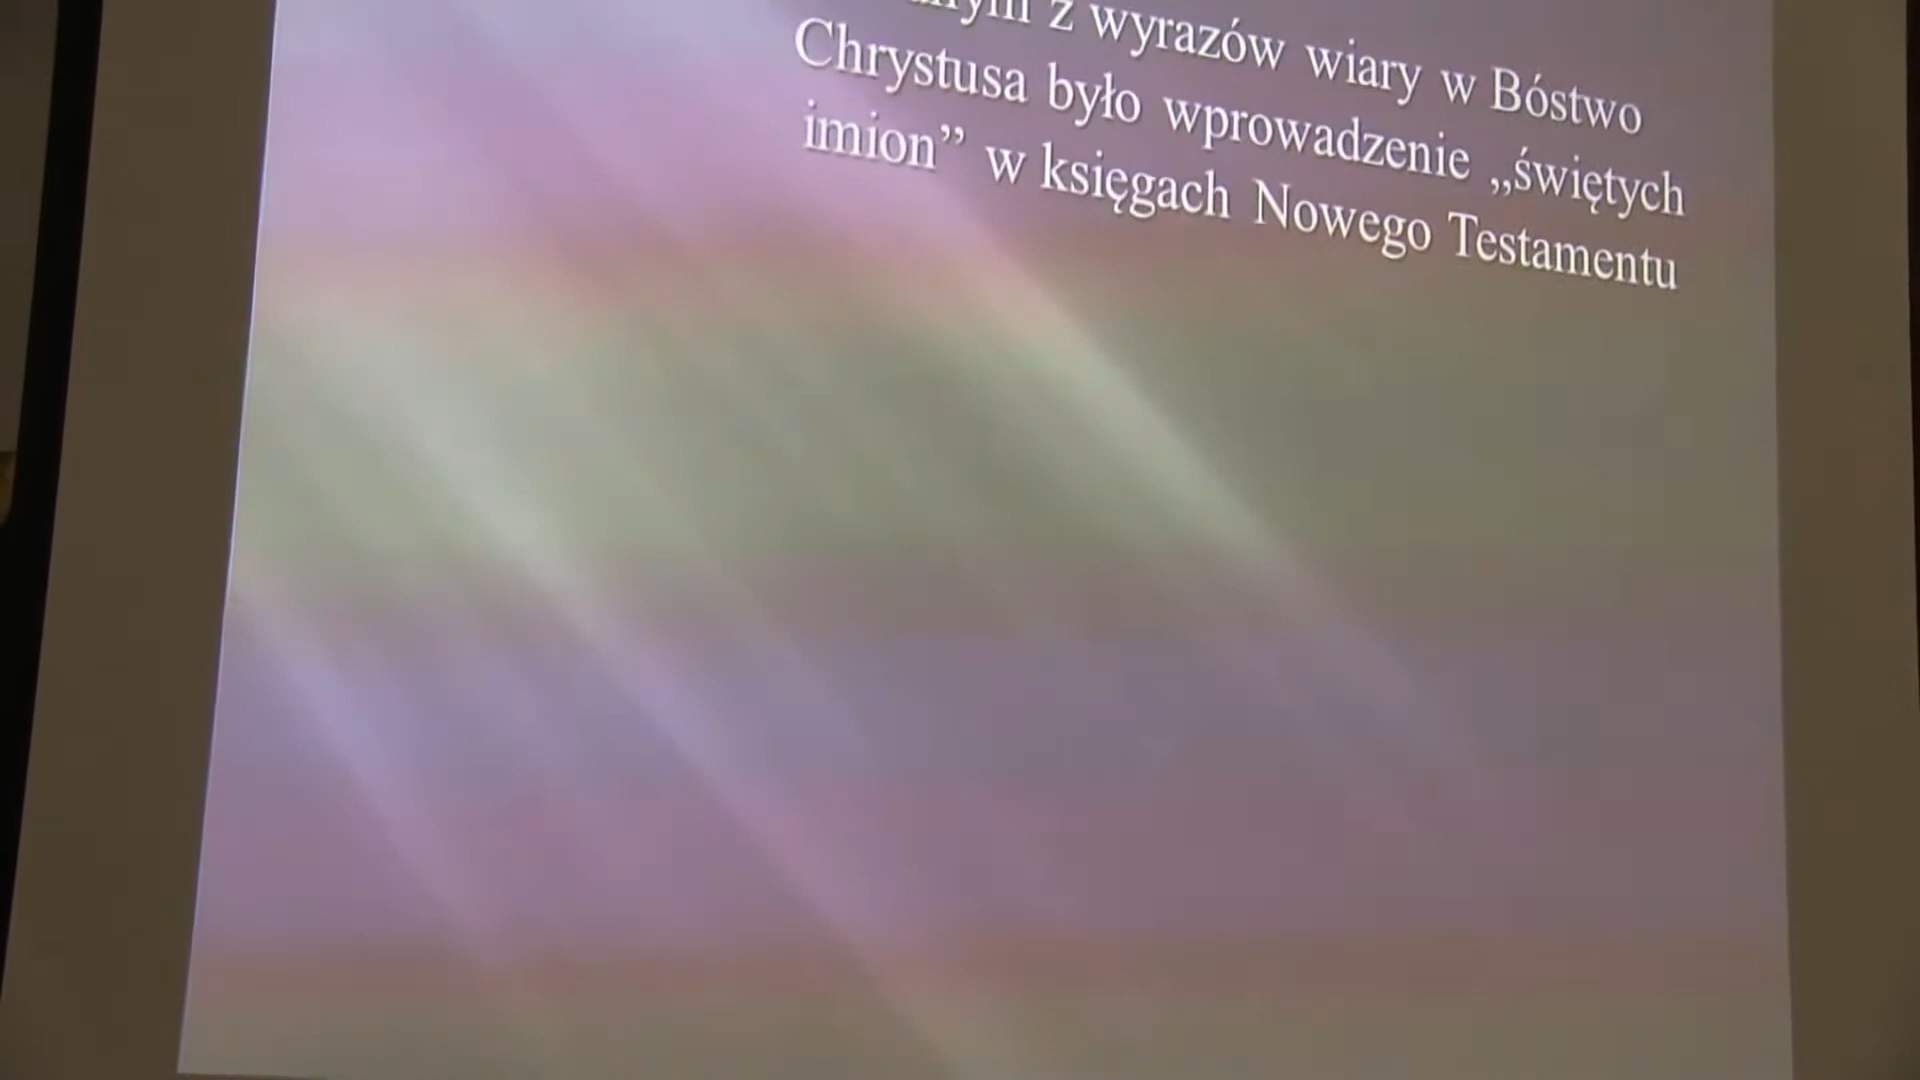 z wyrazów wiary w Bóstwo
Chrystusa było wprowadzenie „świętych
imion” w księgach Nowego Testamentu